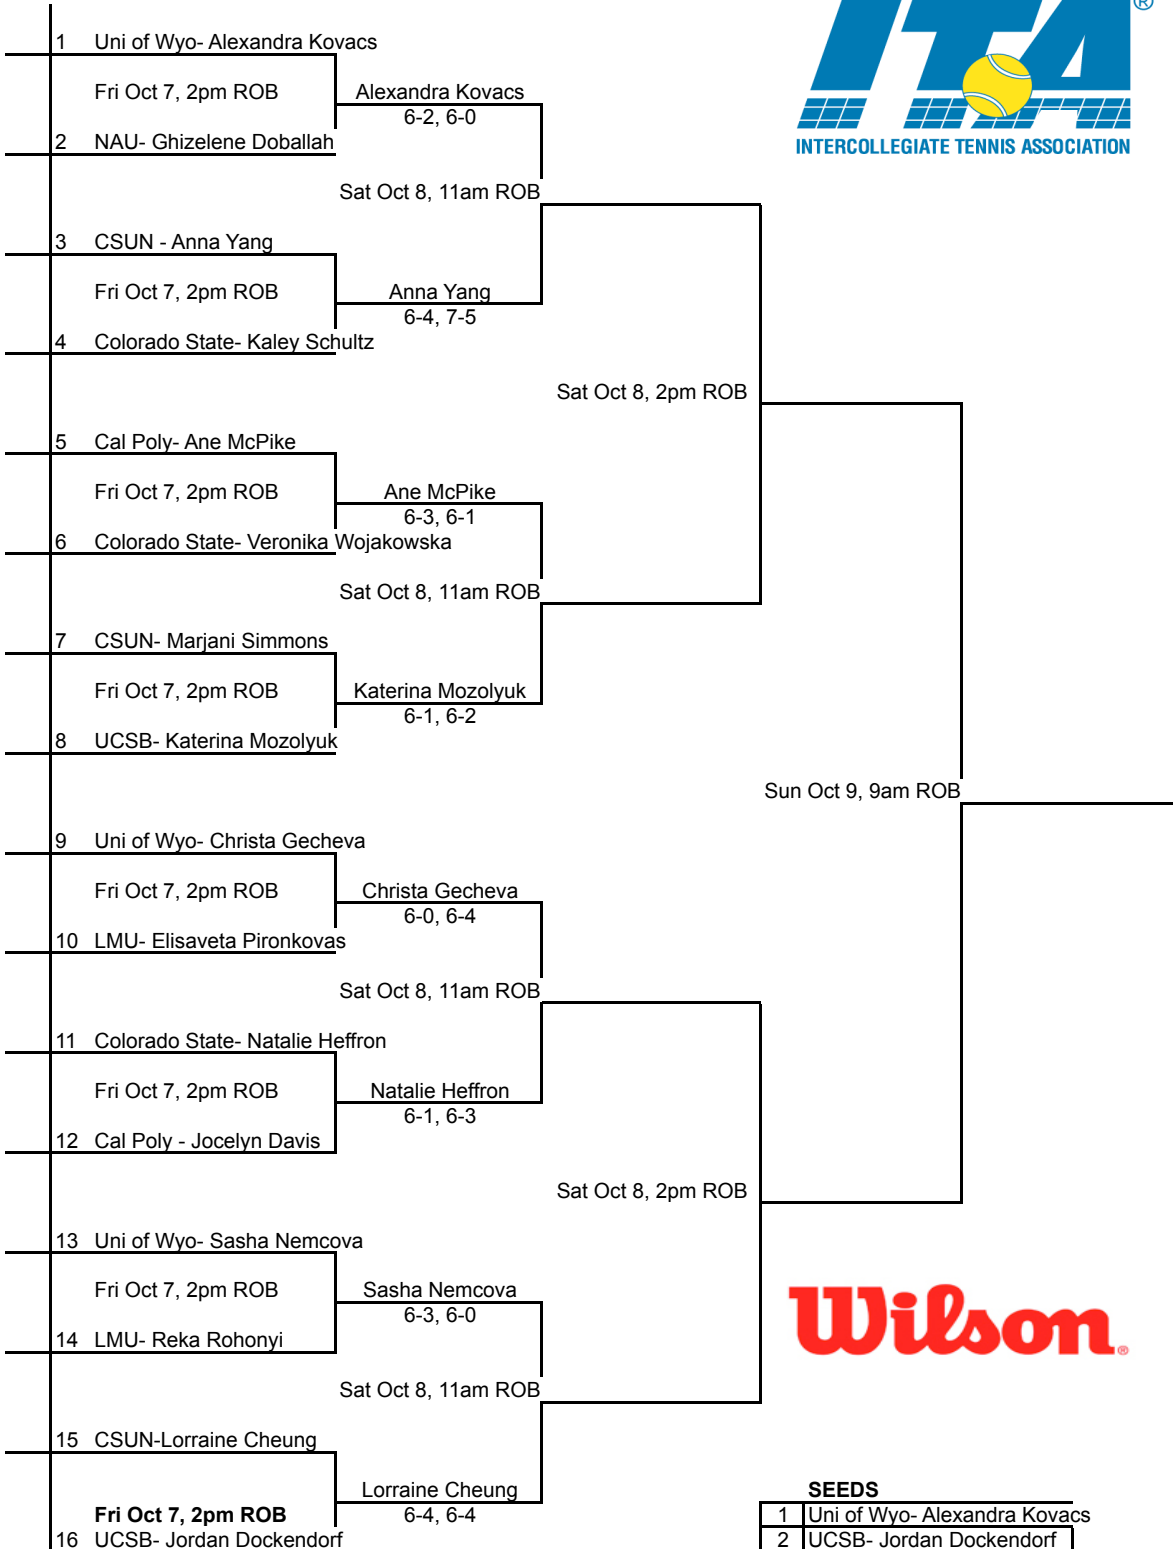 ®
ITA
INTERCOLLEGIATE TENNIS ASSOCIATION
1 Uni of Wyo- Alexandra Kovacs
Fri Oct 7, 2pm ROB
Alexandra Kovacs
6-2, 6-0
2 NAU- Ghizelene Doballah
Sat Oct 8, 11am ROB
3 CSUN - Anna Yang
Fri Oct 7, 2pm ROB
Anna Yang
6-4, 7-5
4 Colorado State- Kaley Schultz
Sat Oct 8, 2pm ROB
5 Cal Poly- Ane McPike
Fri Oct 7, 2pm ROB
Ane McPike
6-3, 6-1
6 Colorado State- Veronika Wojakowska
Sat Oct 8, 11am ROB
7 CSUN- Marjani Simmons
Fri Oct 7, 2pm ROB
Katerina Mozolyuk
6-1, 6-2
8 UCSB- Katerina Mozolyuk
Sun Oct 9, 9am ROB
9 Uni of Wyo- Christa Gecheva
Fri Oct 7, 2pm ROB
Christa Gecheva
6-0, 6-4
10 LMU- Elisaveta Pironkovas
Sat Oct 8, 11am ROB
11 Colorado State- Natalie Heffron
Fri Oct 7, 2pm ROB
Natalie Heffron
6-1, 6-3
12 Cal Poly - Jocelyn Davis
Sat Oct 8, 2pm ROB
13 Uni of Wyo- Sasha Nemcova
Fri Oct 7, 2pm ROB
Sasha Nemcova
6-3, 6-0
14 LMU- Reka Rohonyi
Wilson®
Sat Oct 8, 11am ROB
15 CSUN-Lorraine Cheung
Lorraine Cheung
Fri Oct 7, 2pm ROB
6-4, 6-4
16 UCSB- Jordan Dockendorf
SEEDS
1 Uni of Wyo- Alexandra Kovacs
2 UCSB- Jordan Dockendorf